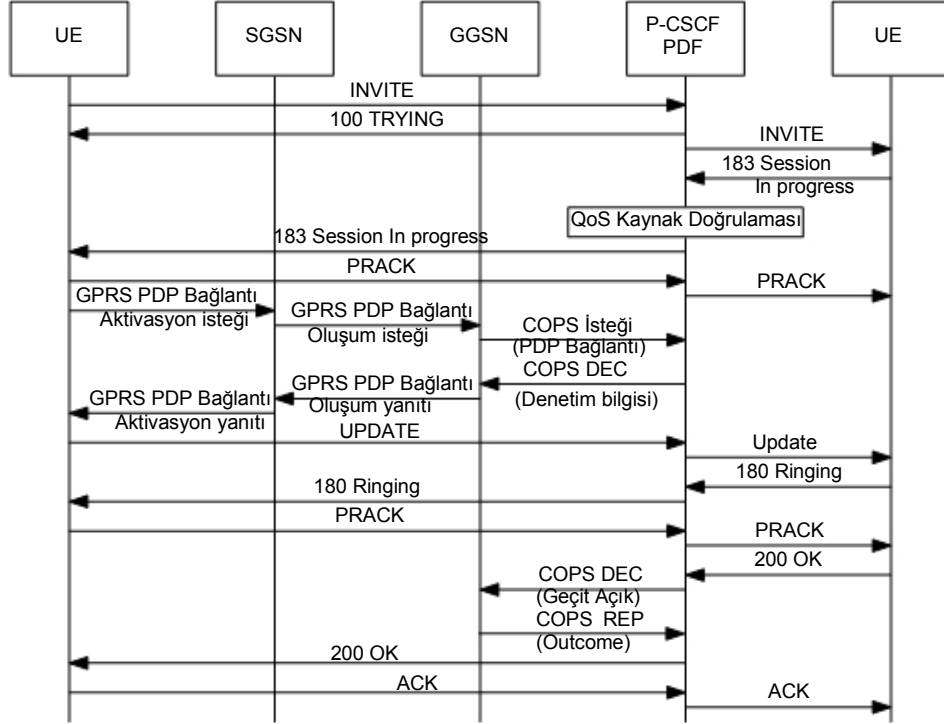 UE
SGSN
GGSN
P-CSCF
PDF
UE
INVITE
100 TRYING
INVITE
183 Session
In progress
QoS Kaynak Doğrulaması
183 Session In progress
PRACK
PRACK
GPRS PDP Bağlantı
Aktivasyon isteği
GPRS PDP Bağlantı
Oluşum isteği
COPS İsteği
(PDP Bağlantı)
COPS DEC
(Denetim bilgisi)
GPRS PDP Bağlantı
Oluşum yanıtı
GPRS PDP Bağlantı
Aktivasyon yanıtı
UPDATE
Update
180 Ringing
180 Ringing
PRACK
PRACK
200 OK
COPS DEC
(Geçit Açık)
COPS REP
(Outcome)
200 OK
ACK
ACK